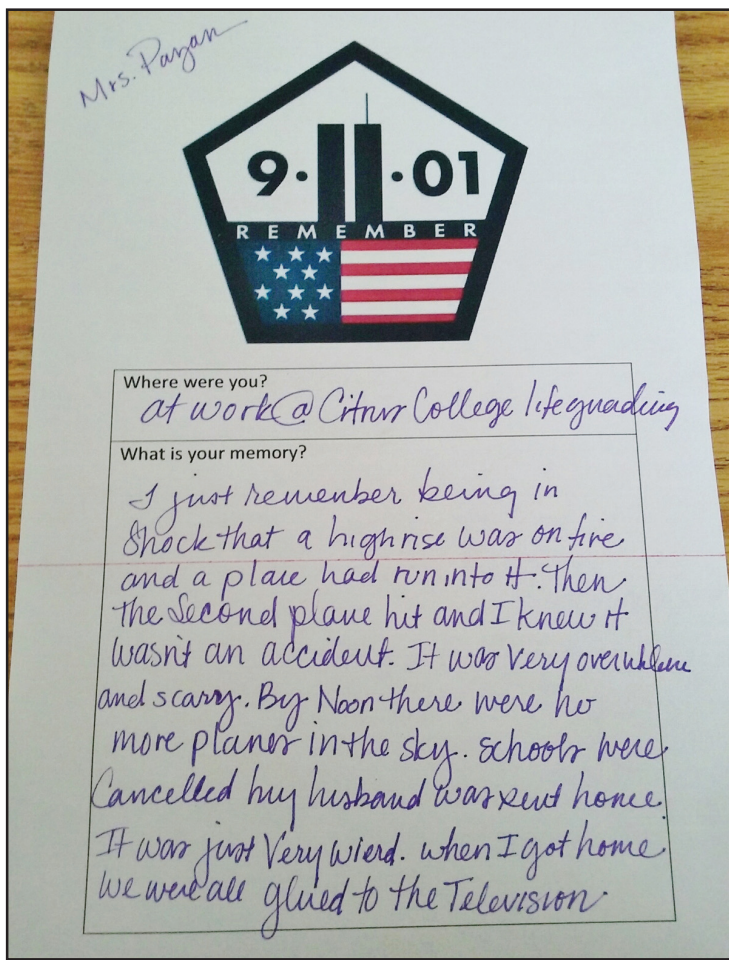 Mrs. Payan
9·11·01
REMEMBER
Where were you?
at work @ Citrus College lifeguading
What is your memory?
I just remember being in
Shock that a highrise was on fire
and a plane had run into it. Then
the Second plane hit and I knew it
wasn't an accident. It was Very overwhleme
and scary. By Noon there were no
more planes in the sky. Schools were
Cancelled my husband was sent home.
It was just Very wierd. when I got home
we were all glued to the Television